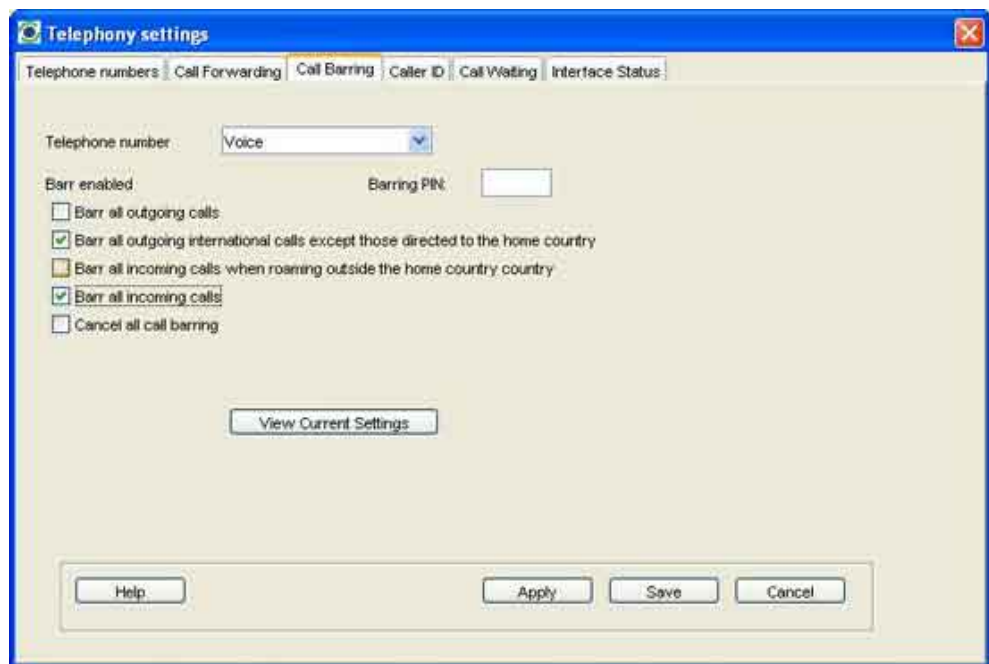 Telephony settings
Telephone numbers Call Forwarding Call Barring Caller ID Call Waiting Interface Status
Telephone number Voice
Barr enabled Barring PIN:
Barr all outgoing calls
Barr all outgoing international calls except those directed to the home country
Barr all incoming calls when roaming outside the home country country
Barr all incoming calls
Cancel all call barring
View Current Settings
Help Apply Save Cancel